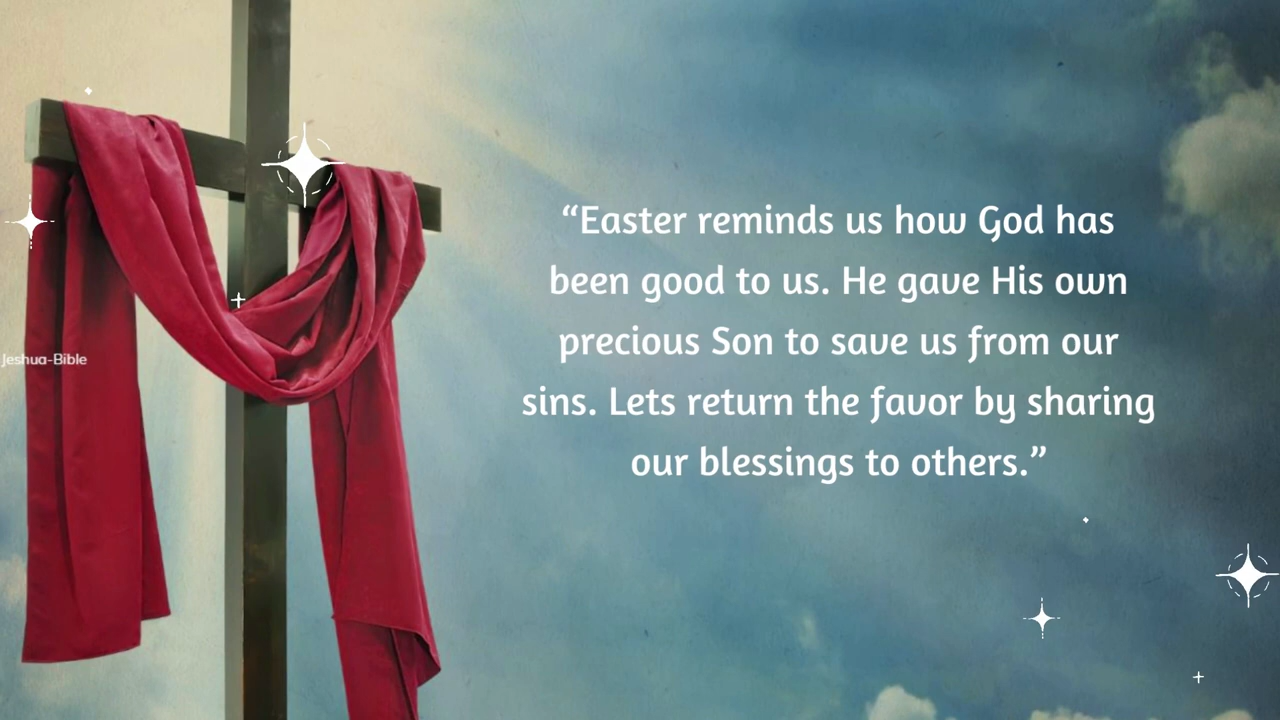 “Easter reminds us how God has
been good to us. He gave His own
precious Son to save us from our
sins. Lets return the favor by sharing
our blessings to others.”
Jeshua-Bible